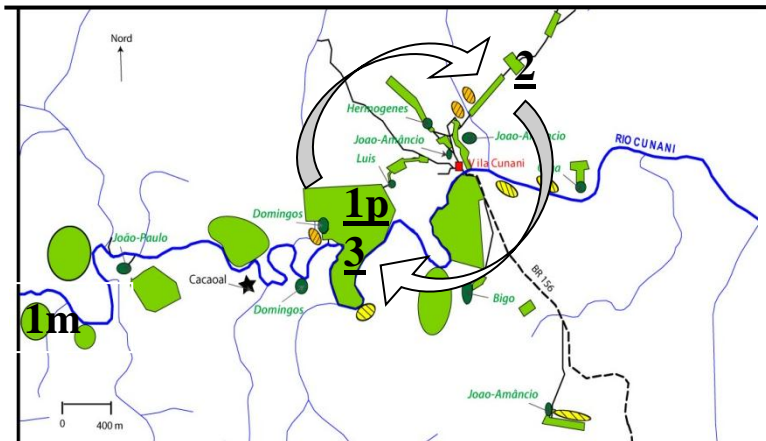 Nord
2
Hermogenes
Joao-Amâncio
Joao-Amâncio
RIO CUNANI
Luis
Vila Cunani
1p
Domingos
João-Paulo
3
Cacaoal
BR 156
Domingos
Bigo
1m
Joao-Amâncio
0 400 m